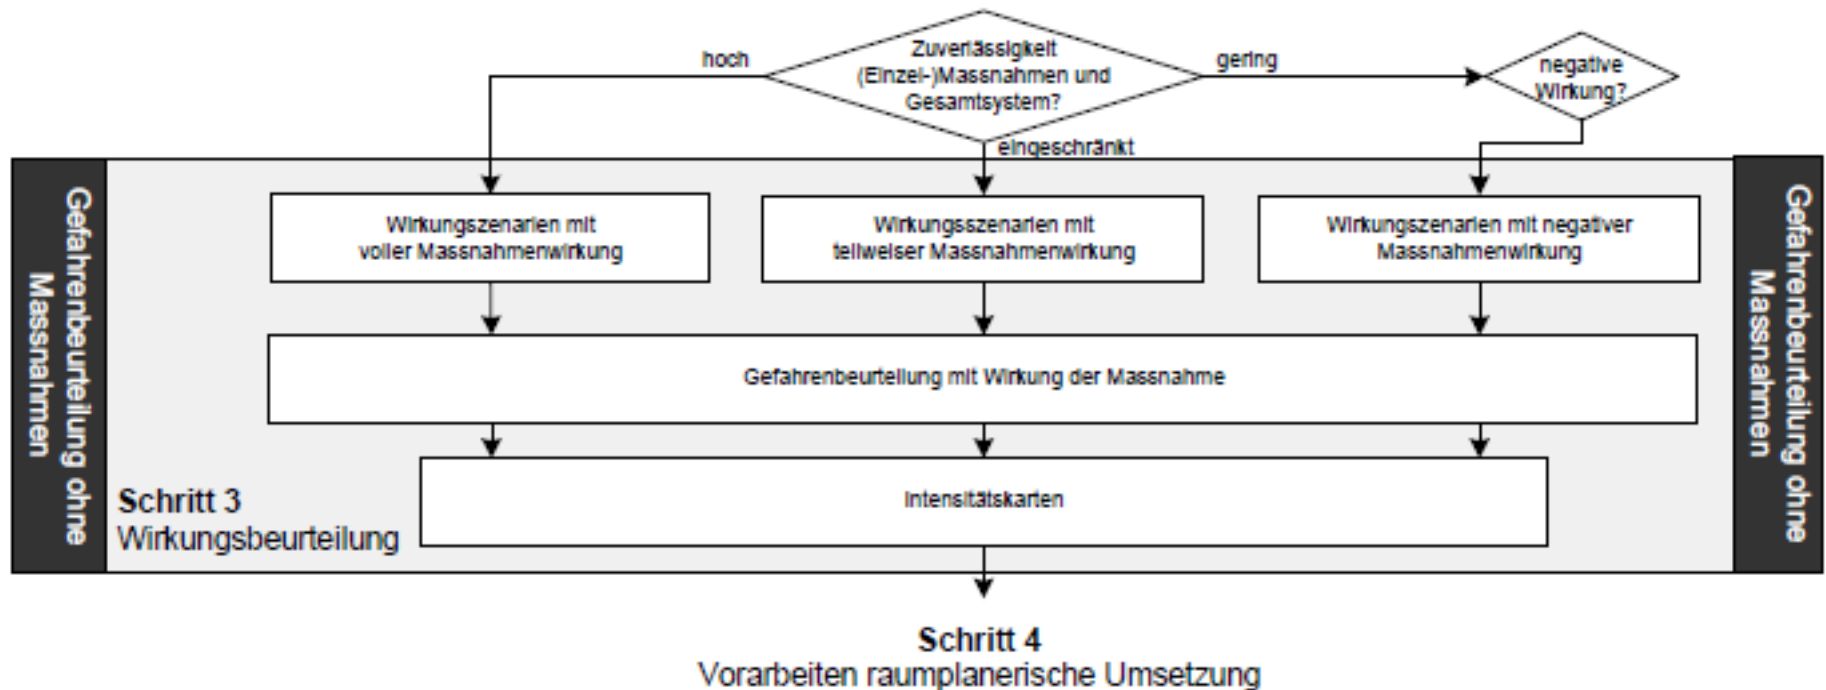 hoch
Zuverlässigkeit
(Einzel-)Massnahmen und
Gesamtsystem?
gering
negative
Wirkung?
eingeschränkt
Gefahrenbeurteilung ohne
Massnahmen
Wirkungszenarien mit
voller Massnahmenwirkung
Wirkungsszenarien mit
teilweiser Massnahmenwirkung
Wirkungszenarien mit negativer
Massnahmenwirkung
Gefahrenbeurteilung ohne
Massnahmen
Gefahrenbeurteilung mit Wirkung der Massnahme
Intensitätskarten
Schritt 3
Wirkungsbeurteilung
Schritt 4
Vorarbeiten raumplanerische Umsetzung